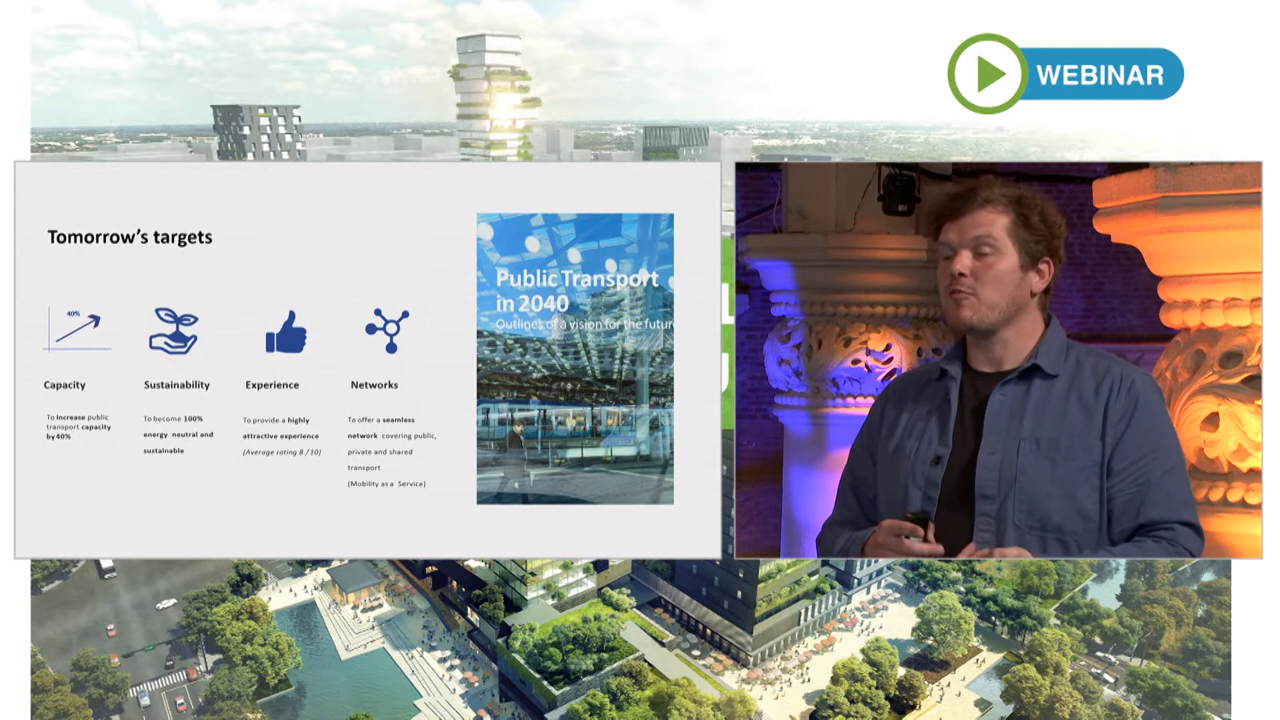 WEBINAR
Tomorrow's targets
40%
Capacity
To increase public
transport capacity
by 40%
Sustainability
To become 100%
energy neutral and
sustainable
Experience
To provide a highly
attractive experience
(Average rating 8 /10)
Networks
To offer a seamless
network covering public,
private and shared
transport
(Mobility as a Service)
Public Transport
in 2040
Outlines of a vision for the futur